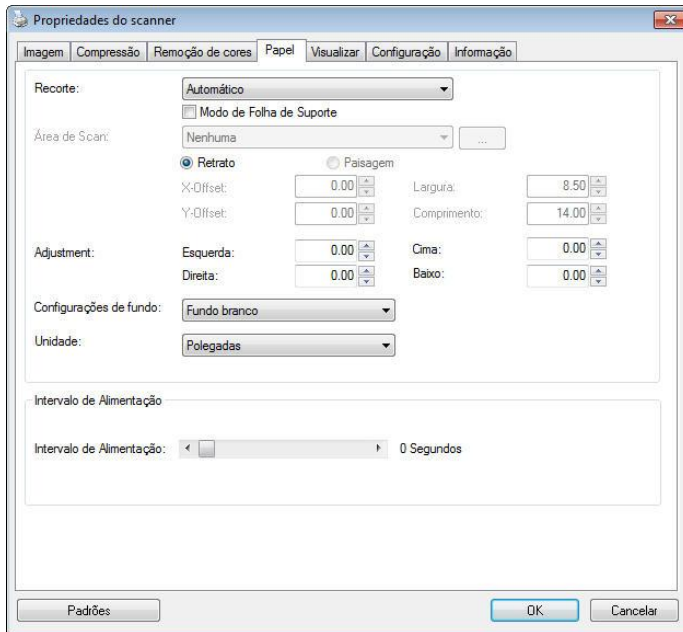 Propriedades do scanner
Imagem Compressão Remoção de cores Papel Visualizar Configuração Informação
Recorte: Automático
Modo de Folha de Suporte
Área de Scan: Nenhuma ...
Retrato Paisagem
X-Offset: 0.00 Largura: 8.50
Y-Offset: 0.00 Comprimento: 14.00
Adjustment: Esquerda: 0.00 Cima: 0.00
Direita: 0.00 Baixo: 0.00
Configurações de fundo: Fundo branco
Unidade: Polegadas
Intervalo de Alimentação
Intervalo de Alimentação: 0 Segundos
Padrões OK Cancelar